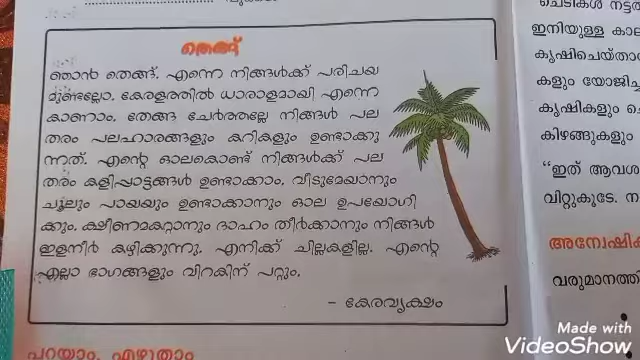 തെങ്ങ്
ഞാൻ തെങ്ങ്. എന്നെ നിങ്ങൾക്ക് പരിചയ
മുണ്ടല്ലോ. കേരളത്തിൽ ധാരാളമായി എന്നെ
കാണാം. തേങ്ങ ചേർത്തല്ലേ നിങ്ങൾ പല
തരം പലഹാരങ്ങളും കറികളും ഉണ്ടാക്കു
ന്നത്. എന്റെ ഓലകൊണ്ട് നിങ്ങൾക്ക് പല
തരം കളിപ്പാട്ടങ്ങൾ ഉണ്ടാക്കാം. വീടുമേയാനും
ചൂലും പായയും ഉണ്ടാക്കാനും ഓല ഉപയോഗി
ക്കും. ക്ഷീണമകറ്റാനും ദാഹം തീർക്കാനും നിങ്ങൾ
ഇളനീർ കുഴിക്കുന്നു. എനിക്ക് ചില്ലകളില്ല. എന്റെ
എല്ലാ ഭാഗങ്ങളും വിറകിന് പറ്റും.
- കേരവൃക്ഷം
പറയാം, എഴുതാം
ചെടികൾ
ഇനിയുള്ള
കൃഷിചെയ്താ
കളും യോജിച്ച
കൃഷികളും
കിഴങ്ങുകളും
"ഇത് ആവശ
വിറ്റുകൂടേ.
അന്വേഷിക
വരുമാനത്തി
Made with
VideoShow